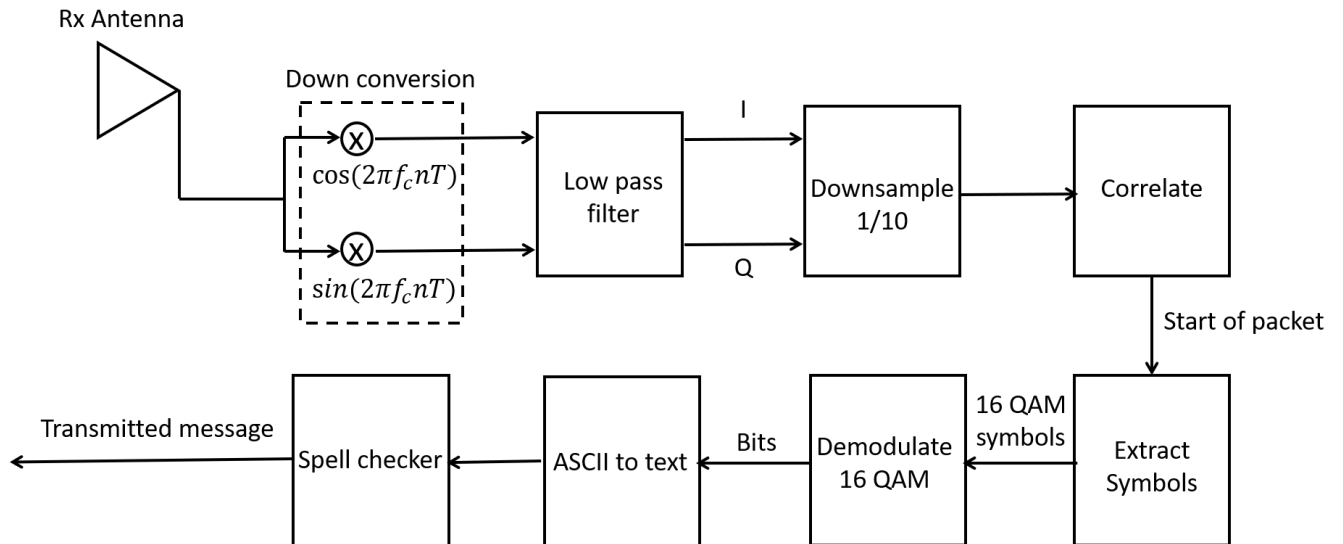 Rx Antenna
Down conversion
X
cos(2πf_cnT)
X
sin(2πf_cnT)
Low pass
filter
I
Q
Downsample
1/10
Correlate
Start of packet
Extract
Symbols
16 QAM
symbols
Demodulate
16 QAM
Bits
ASCII to text
Spell checker
Transmitted message